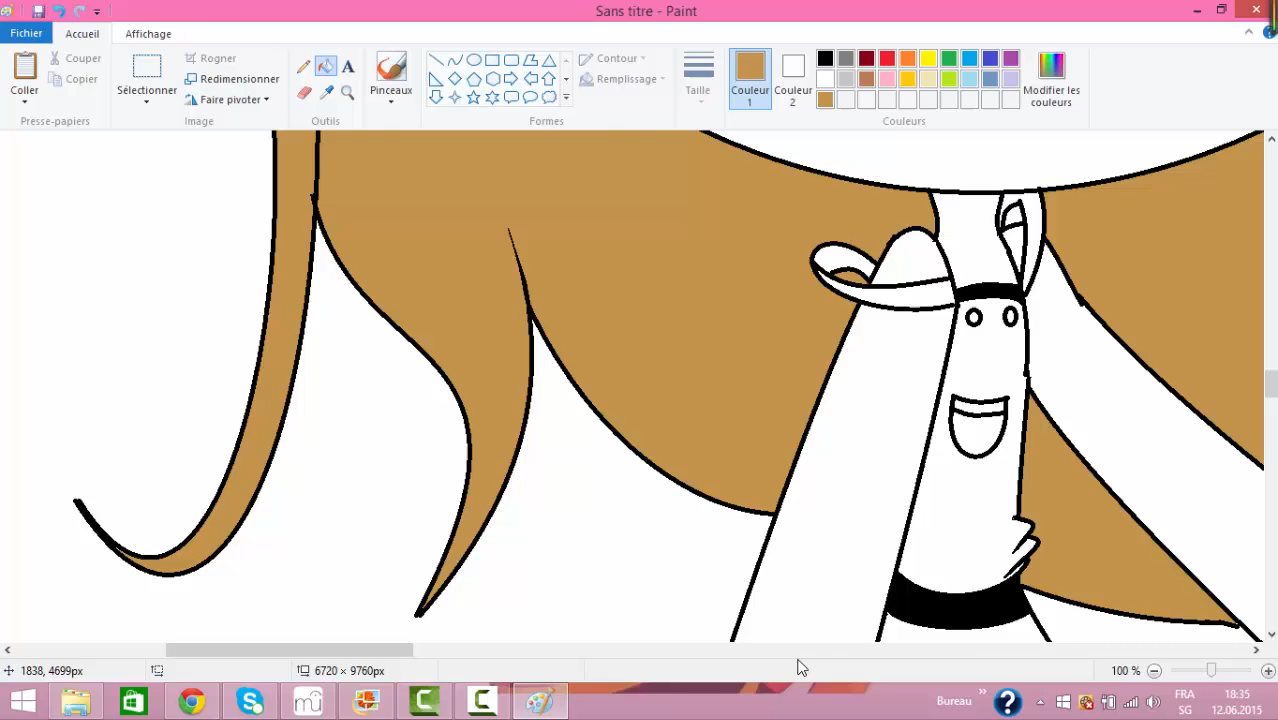 Sans titre - Paint
Fichier
Accueil
Affichage
Coller
Couper
Copier
Presse-papiers
Sélectionner
Rogner
Redimensionner
Faire pivoter
Image
A
Outils
Pinceaux
Contour
Remplissage
Formes
Taille
Couleur 1
Couleur 2
Modifier les couleurs
Couleurs
1838, 4699px
6720 × 9760px
100 %
Bureau
FRA
SG
18:35
12.06.2015